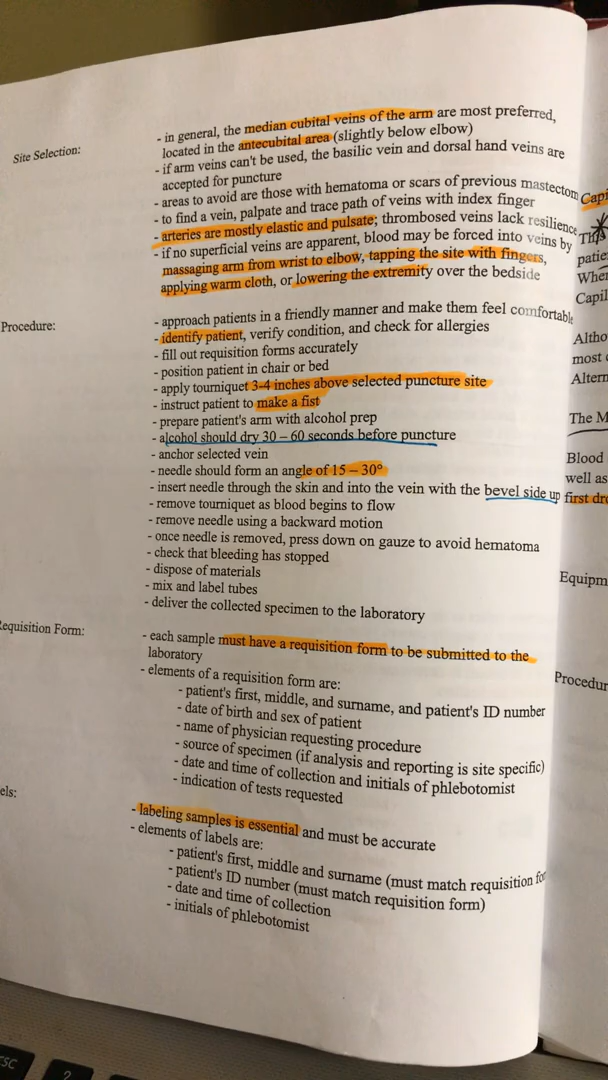 Site Selection:
- in general, the median cubital veins of the arm are most preferred,
located in the antecubital area (slightly below elbow)
- if arm veins can't be used, the basilic vein and dorsal hand veins are
accepted for puncture
- areas to avoid are those with hematoma or scars of previous mastectom
- to find a vein, palpate and trace path of veins with index finger
- arteries are mostly elastic and pulsate; thrombosed veins lack resilience
- if no superficial veins are apparent, blood may be forced into veins by
massaging arm from wrist to elbow, tapping the site with fingers,
applying warm cloth, or lowering the extremity over the bedside
Procedure:
- approach patients in a friendly manner and make them feel comfortable
- identify patient, verify condition, and check for allergies
- fill out requisition forms accurately
- position patient in chair or bed
- apply tourniquet 3-4 inches above selected puncture site
- instruct patient to make a fist
- prepare patient's arm with alcohol prep
- alcohol should dry 30 – 60 seconds before puncture
- anchor selected vein
- needle should form an angle of 15 – 30°
- insert needle through the skin and into the vein with the bevel side up
- remove tourniquet as blood begins to flow
- remove needle using a backward motion
- once needle is removed, press down on gauze to avoid hematoma
- check that bleeding has stopped
- dispose of materials
- mix and label tubes
- deliver the collected specimen to the laboratory
Requisition Form:
- each sample must have a requisition form to be submitted to the
laboratory
- elements of a requisition form are:
- patient's first, middle, and surname, and patient's ID number
- date of birth and sex of patient
- name of physician requesting procedure
- source of specimen (if analysis and reporting is site specific)
- date and time of collection and initials of phlebotomist
- indication of tests requested
els:
- labeling samples is essential and must be accurate
- elements of labels are:
- patient's first, middle and surname (must match requisition for
- patient's ID number (must match requisition form)
- date and time of collection
- initials of phlebotomist
Capi
Th
patie
When
Capil
Altho
most
Altern
The M
Blood
well as
first dro
Equipm
Procedur
SC
2